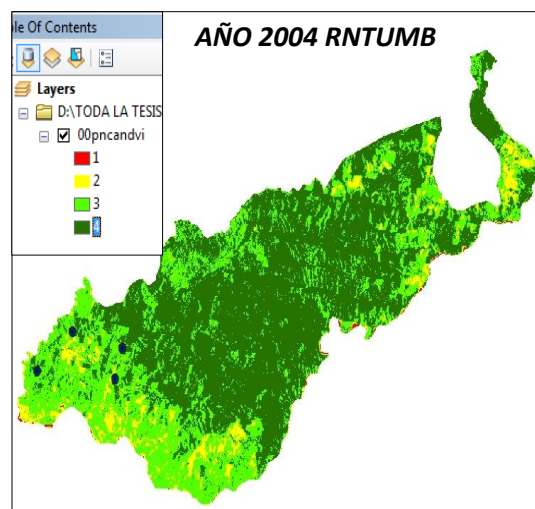 le Of Contents
AÑO 2004 RNTUMB
Layers
D:\TODA LA TESIS
00pncandvi
1
2
3
4